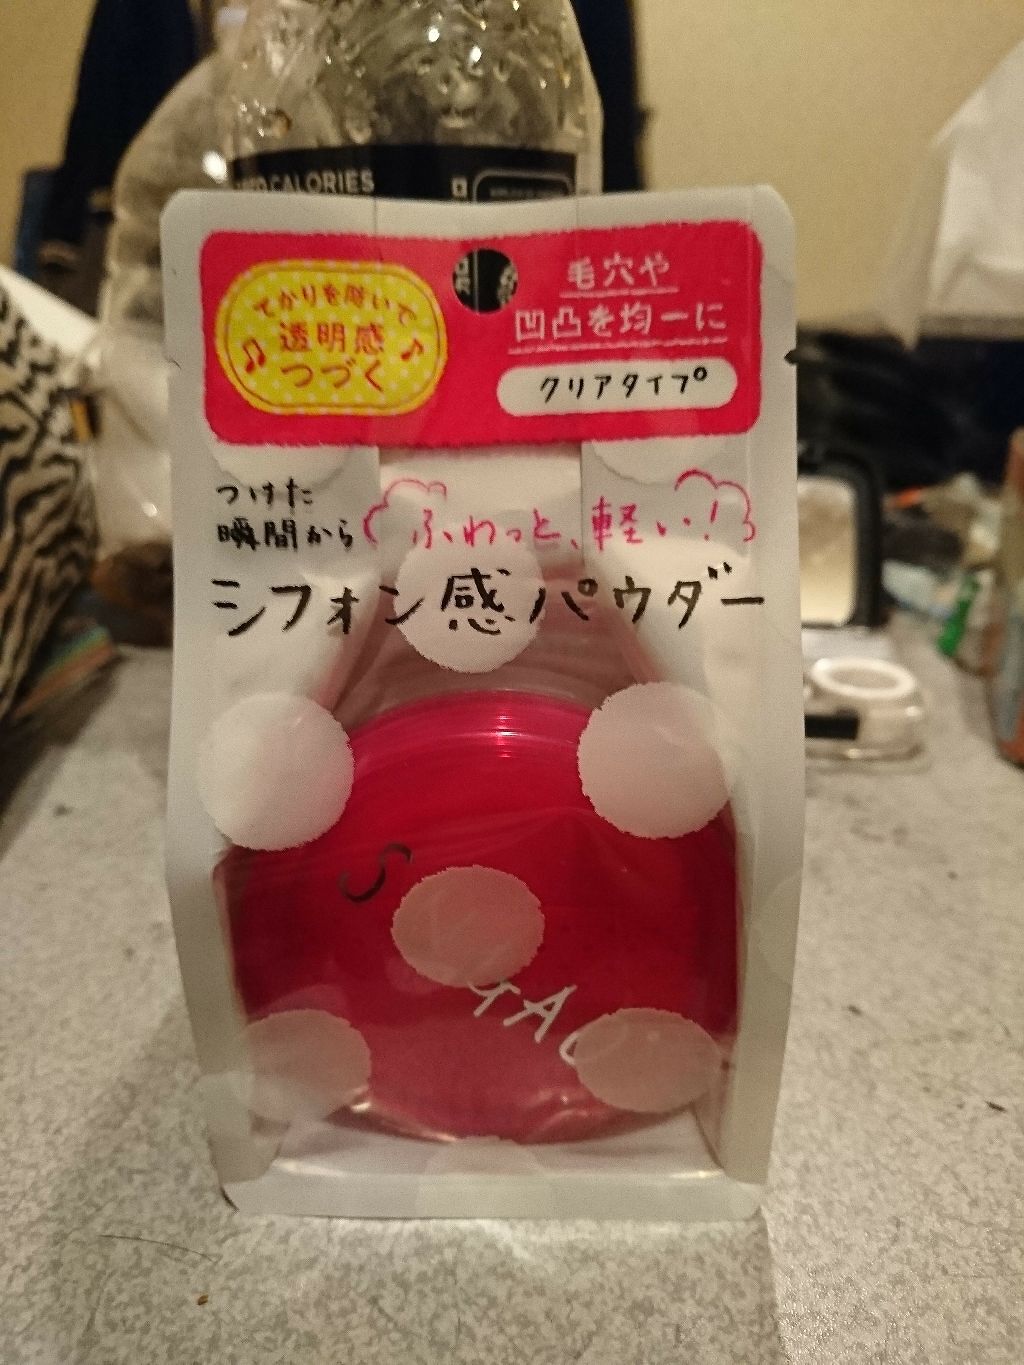 CALORIES
てかりを防いで
透明感
つづく
毛穴や
凹凸を均一に
クリアタイプ
つけた
瞬間から ふわっと、軽い!
シフォン感パウダー
S
GAC